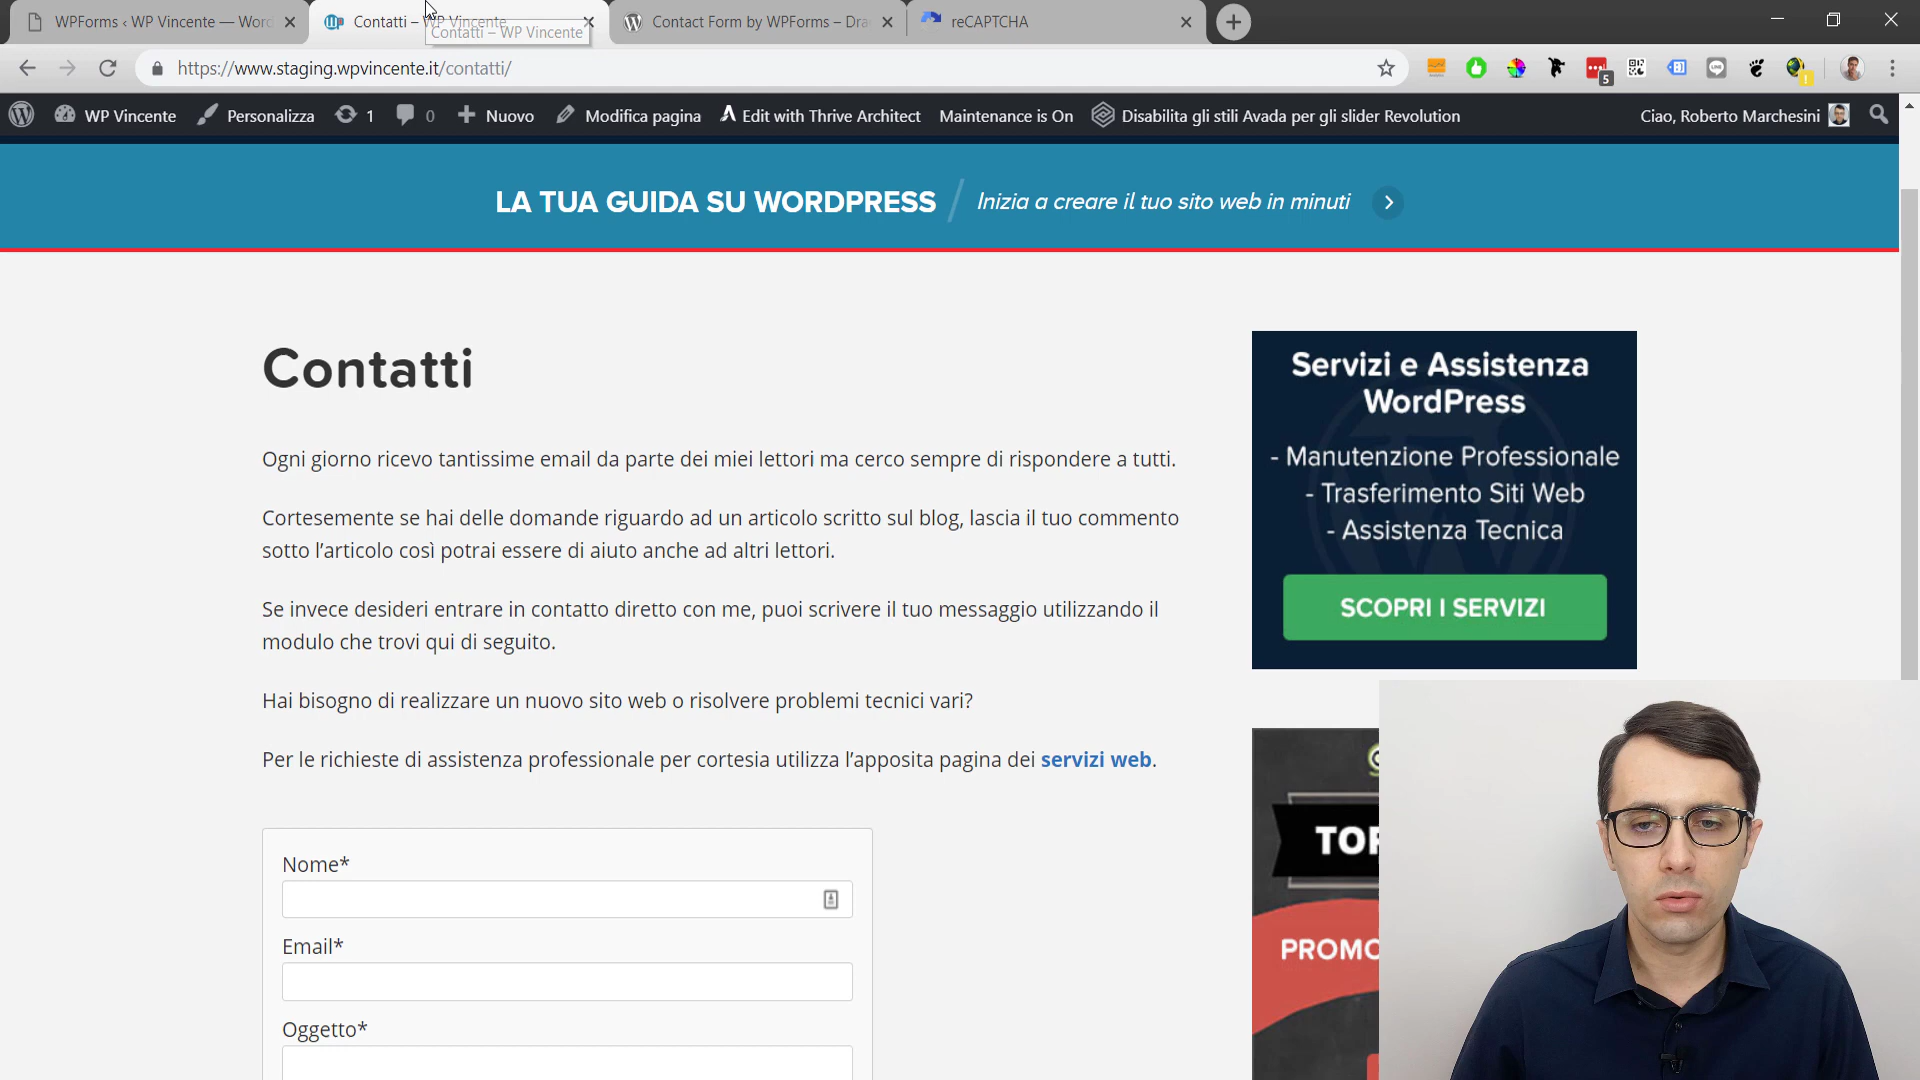 WPForms ‹ WP Vincente — Word
Contatti – WP Vincente
Contact Form by WPForms – Dra
reCAPTCHA
Contatti – WP Vincente
https://www.staging.wpvincente.it/contatti/
5
WP Vincente
Personalizza
1
0
Nuovo
Modifica pagina
Edit with Thrive Architect
Maintenance is On
Disabilita gli stili Avada per gli slider Revolution
Ciao, Roberto Marchesini
LA TUA GUIDA SU WORDPRESS
Inizia a creare il tuo sito web in minuti
Contatti
Ogni giorno ricevo tantissime email da parte dei miei lettori ma cerco sempre di rispondere a tutti.
Cortesemente se hai delle domande riguardo ad un articolo scritto sul blog, lascia il tuo commento
sotto l’articolo così potrai essere di aiuto anche ad altri lettori.
Se invece desideri entrare in contatto diretto con me, puoi scrivere il tuo messaggio utilizzando il
modulo che trovi qui di seguito.
Hai bisogno di realizzare un nuovo sito web o risolvere problemi tecnici vari?
Per le richieste di assistenza professionale per cortesia utilizza l’apposita pagina dei servizi web.
Nome*
Email*
Oggetto*
Servizi e Assistenza
WordPress
- Manutenzione Professionale
- Trasferimento Siti Web
- Assistenza Tecnica
SCOPRI I SERVIZI
TOP
PROMO